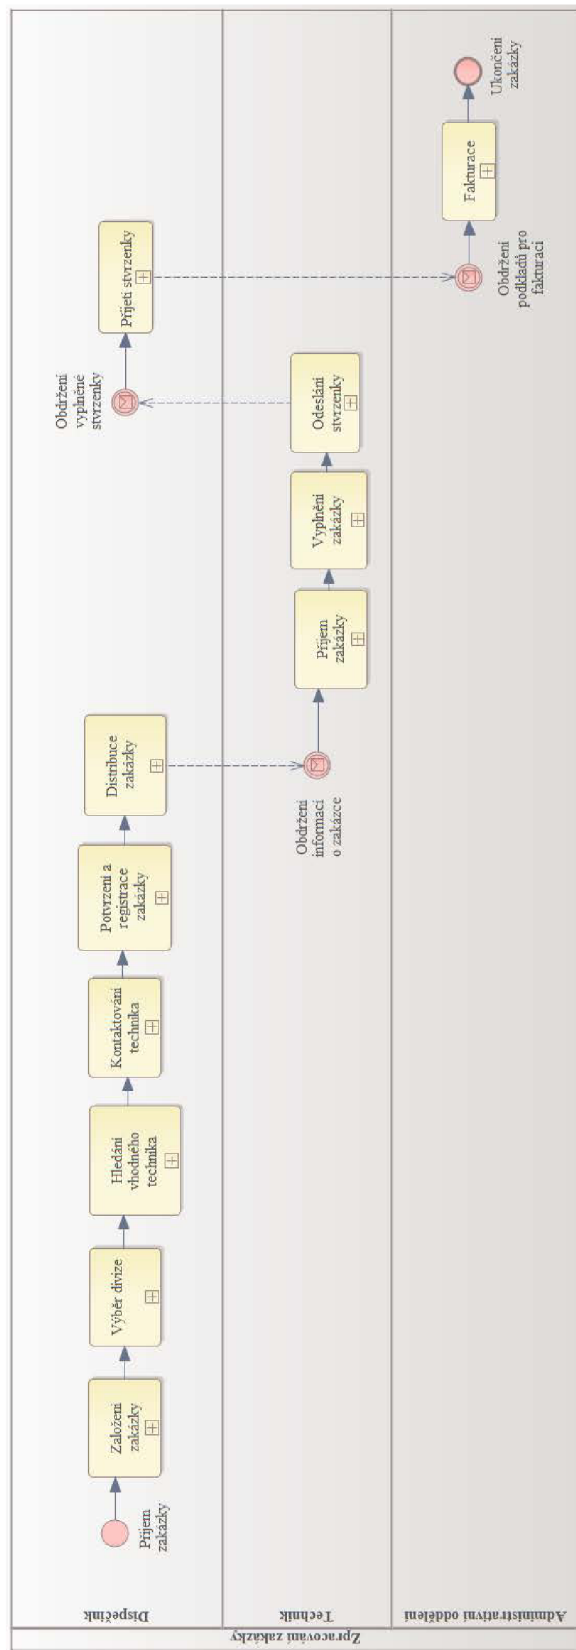 Zpracování zakázky
Dispečink
Příjem
zakázky
Založení
zakázky
Výběr divize
Hledání
vhodného
technika
Kontaktování
technika
Potvrzení a
registrace
zakázky
Distribuce
zakázky
Obdržení
vyplněné
stvrzenky
Přijetí stvrzenky
Technik
Obdržení
informací
o zakázce
Příjem
zakázky
Vyplnění
zakázky
Odeslání
stvrzenky
Administrativní oddělení
Obdržení
podkladů pro
fakturaci
Fakturace
Ukončení
zakázky